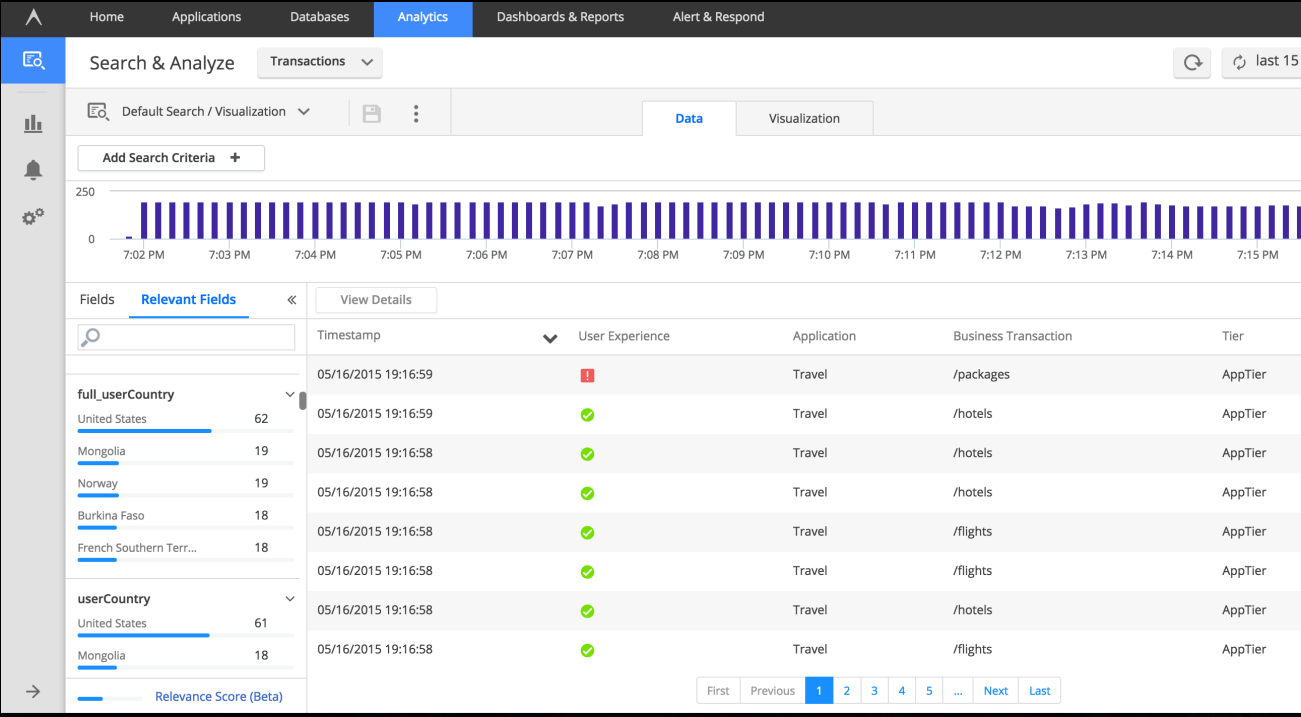 Home Applications Databases Analytics Dashboards & Reports Alert & Respond
Search & Analyze Transactions last 15
Default Search / Visualization Data Visualization
Add Search Criteria +
250
0
7:02 PM 7:03 PM 7:04 PM 7:05 PM 7:06 PM 7:07 PM 7:08 PM 7:09 PM 7:10 PM 7:11 PM 7:12 PM 7:13 PM 7:14 PM 7:15 PM
Fields Relevant Fields « View Details
Timestamp User Experience Application Business Transaction Tier
05/16/2015 19:16:59 ! Travel /packages AppTier
05/16/2015 19:16:59 Travel /hotels AppTier
05/16/2015 19:16:58 Travel /hotels AppTier
05/16/2015 19:16:58 Travel /hotels AppTier
05/16/2015 19:16:58 Travel /flights AppTier
05/16/2015 19:16:58 Travel /flights AppTier
05/16/2015 19:16:58 Travel /hotels AppTier
05/16/2015 19:16:58 Travel /flights AppTier
full_userCountry
United States 62
Mongolia 19
Norway 19
Burkina Faso 18
French Southern Terr... 18
userCountry
United States 61
Mongolia 18
Relevance Score (Beta)
First Previous 1 2 3 4 5 ... Next Last